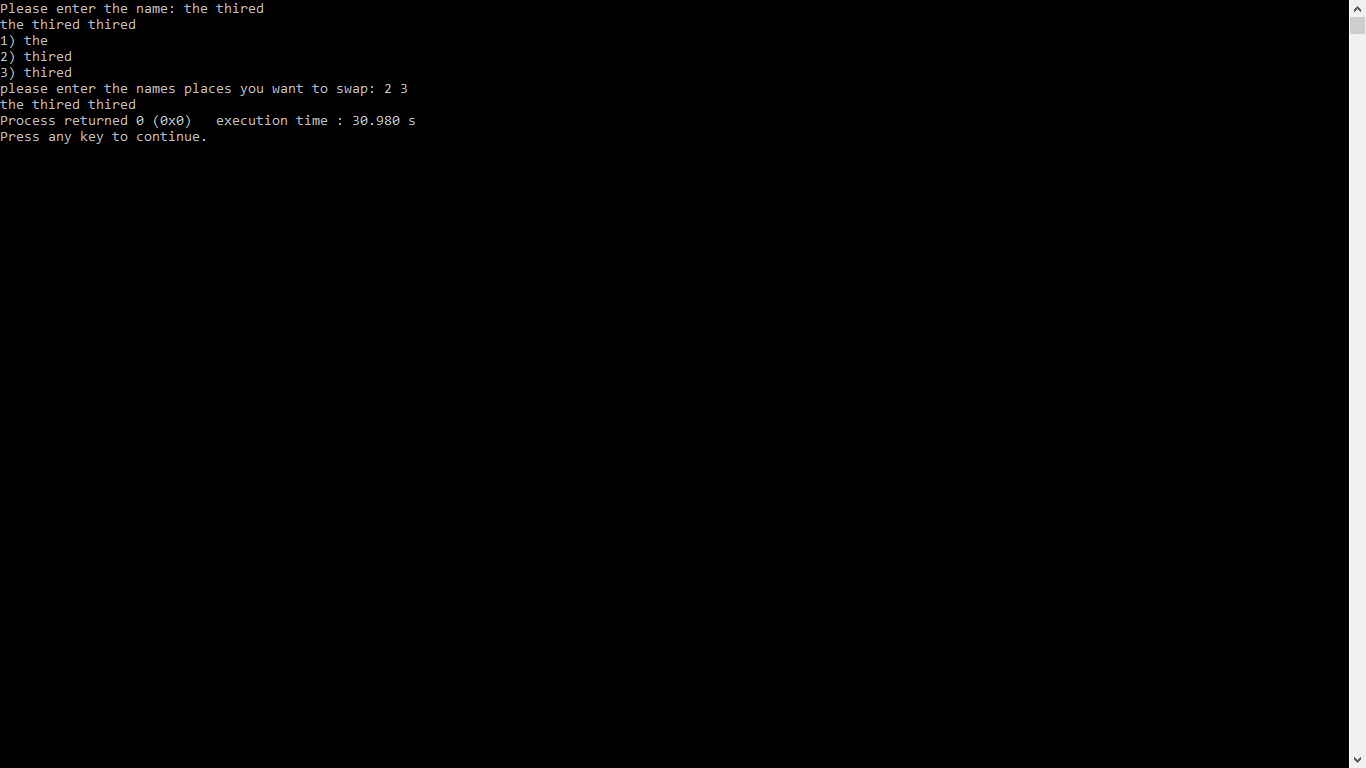 Please enter the name: the thired
the thired thired
1) the
2) thired
3) thired
please enter the names places you want to swap: 2 3
the thired thired
Process returned 0 (0x0)   execution time : 30.980 s
Press any key to continue.